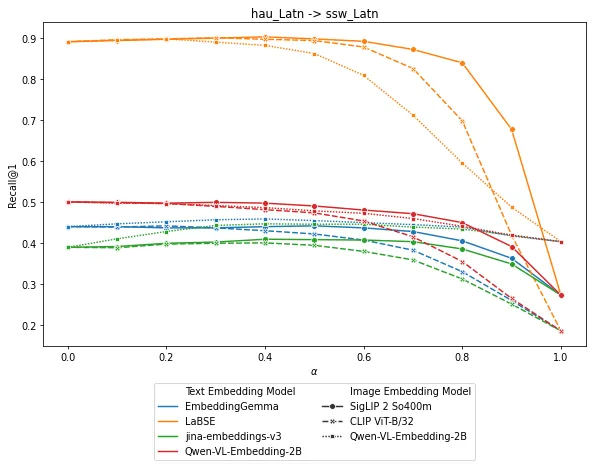 hau_Latn -> ssw_Latn
Recall@1
0.9
0.8
0.7
0.6
0.5
0.4
0.3
0.2
0.0
0.2
0.4
0.6
0.8
1.0
α
Text Embedding Model
EmbeddingGemma
LaBSE
jina-embeddings-v3
Qwen-VL-Embedding-2B
Image Embedding Model
SigLIP 2 So400m
CLIP ViT-B/32
Qwen-VL-Embedding-2B